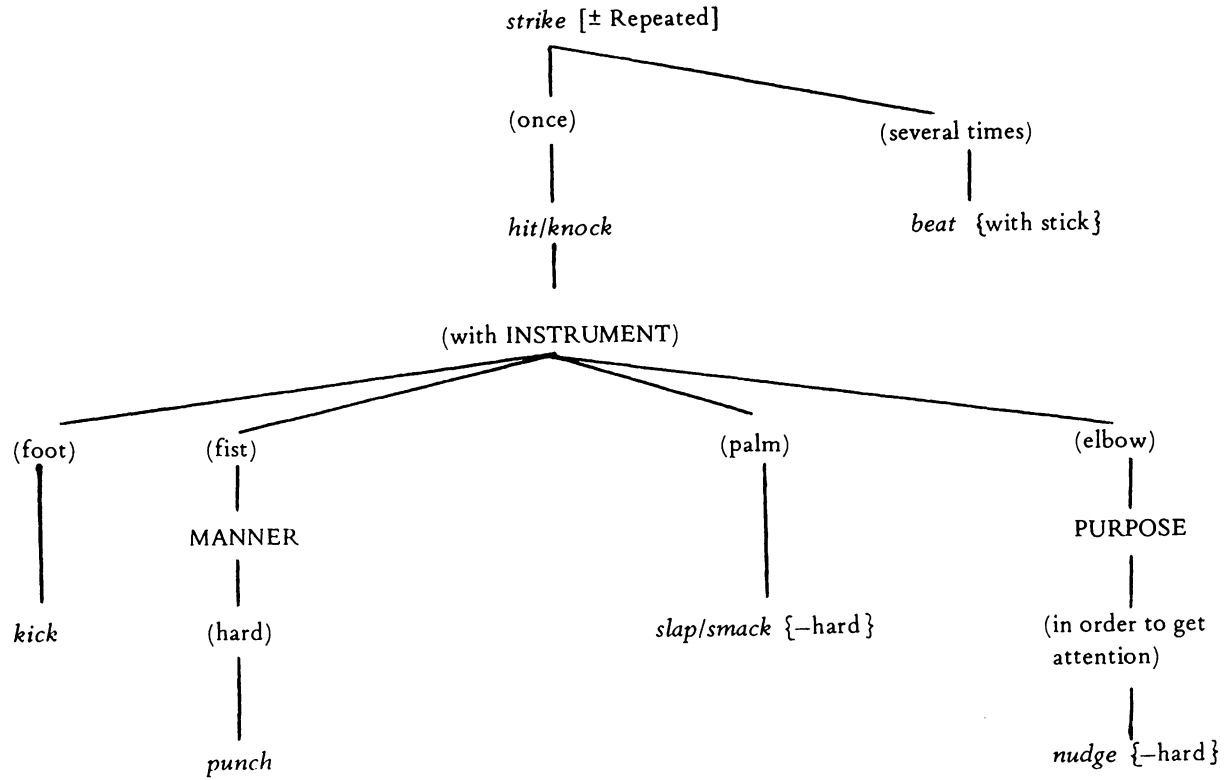 strike [± Repeated]
(once)
(several times)
hit/knock
beat {with stick}
(with INSTRUMENT)
(foot)
(fist)
(palm)
(elbow)
MANNER
PURPOSE
kick
(hard)
slap/smack {–hard}
(in order to get
attention)
punch
nudge {–hard}